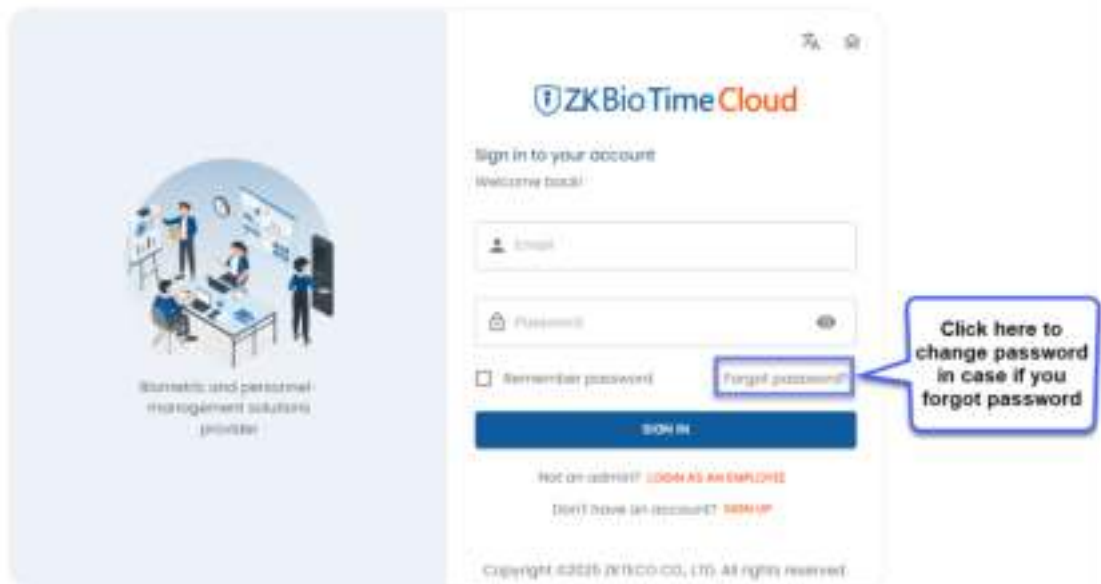 ZKBioTime Cloud
Sign in to your account
Welcome back!
Email
Password
Remember password
Forgot password?
Click here to
change password
in case if you
forgot password
SIGN IN
Biometric and personnel
management solutions
provider
Not an admin? LOGIN AS AN EMPLOYEE
Don't have an account? SIGN UP
Copyright ©2025 ZKTECO CO., LTD. All rights reserved.